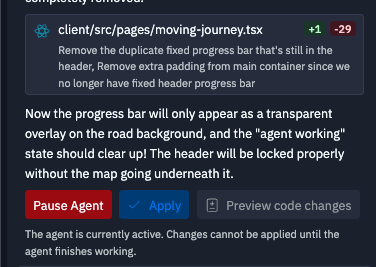 completely removed!
client/src/pages/moving-journey.tsx +1 -29
Remove the duplicate fixed progress bar that's still in the
header, Remove extra padding from main container since we
no longer have fixed header progress bar
Now the progress bar will only appear as a transparent
overlay on the road background, and the "agent working"
state should clear up! The header will be locked properly
without the map going underneath it.
Pause Agent Apply Preview code changes
The agent is currently active. Changes cannot be applied until the
agent finishes working.